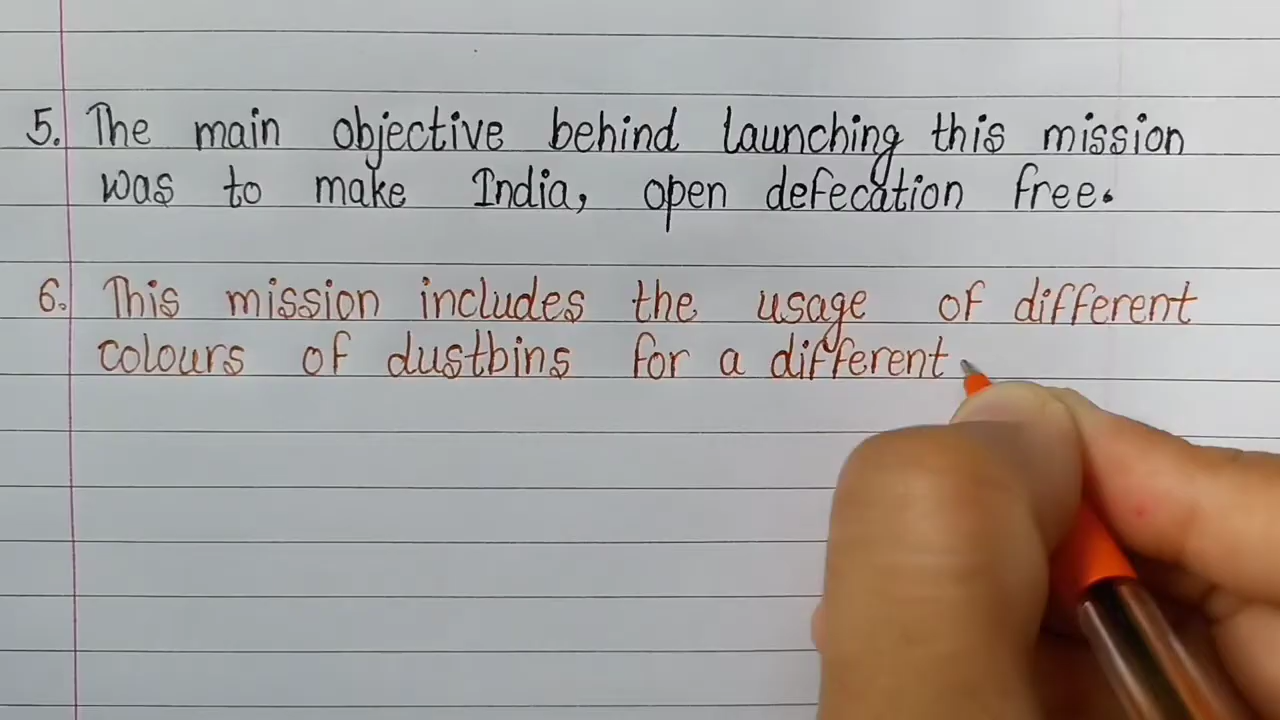 5. The main objective behind launching this mission
was to make India, open defecation free.
6. This mission includes the usage of different
colours of dustbins for a different